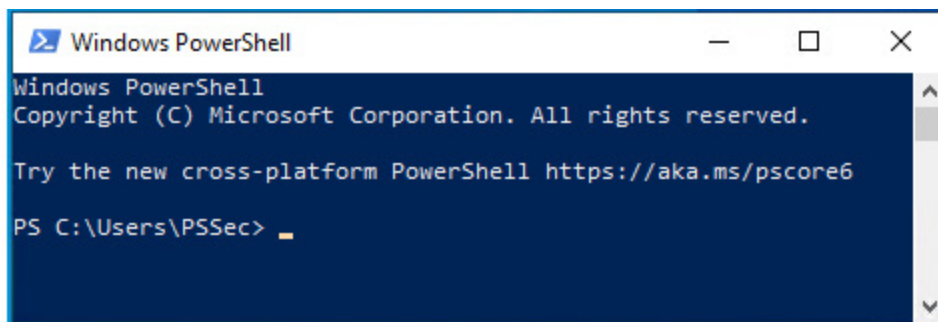 Windows PowerShell
Windows PowerShell
Copyright (C) Microsoft Corporation. All rights reserved.
Try the new cross-platform PowerShell https://aka.ms/pscore6
PS C:\Users\PSSec> _